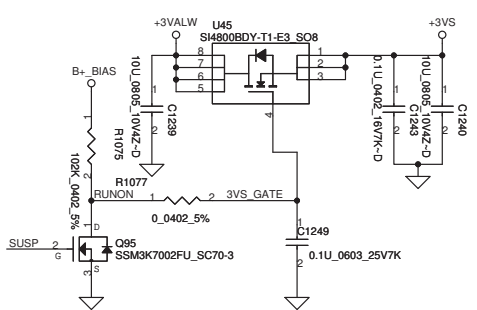 U45
+3VALW
SI4800BDY-T1-E3_SO8
+3VS
8
7
6
5
1
2
3
4
B+_BIAS
1
2
10U_0805_10V4Z~D
C1239
1
2
0.1U_0402_16V7K~D
C1243
1
2
10U_0805_10V4Z~D
C1240
1
2
R1075
102K_0402_5%
R1077
RUNON
1
2
3VS_GATE
0_0402_5%
SUSP
2
G
1
D
3
S
Q95
SSM3K7002FU_SC70-3
1
2
C1249
0.1U_0603_25V7K